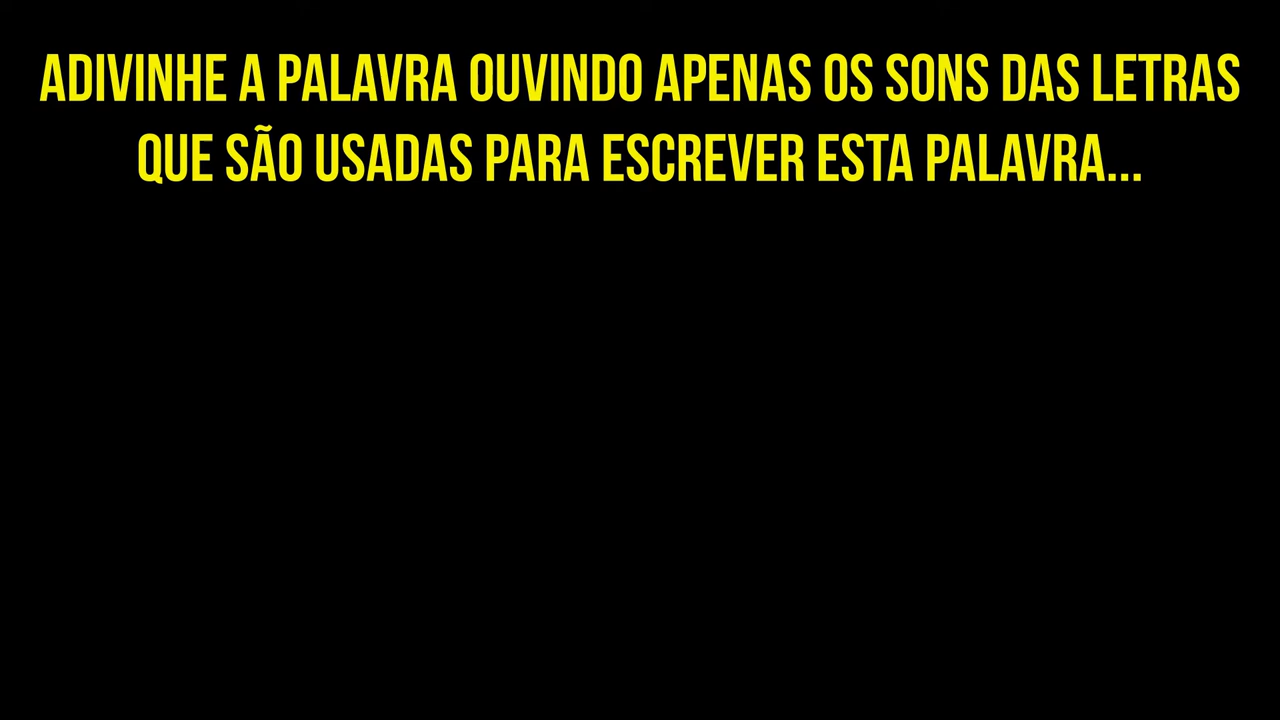 ADIVINHE A PALAVRA OUVINDO APENAS OS SONS DAS LETRAS
QUE SÃO USADAS PARA ESCREVER ESTA PALAVRA...